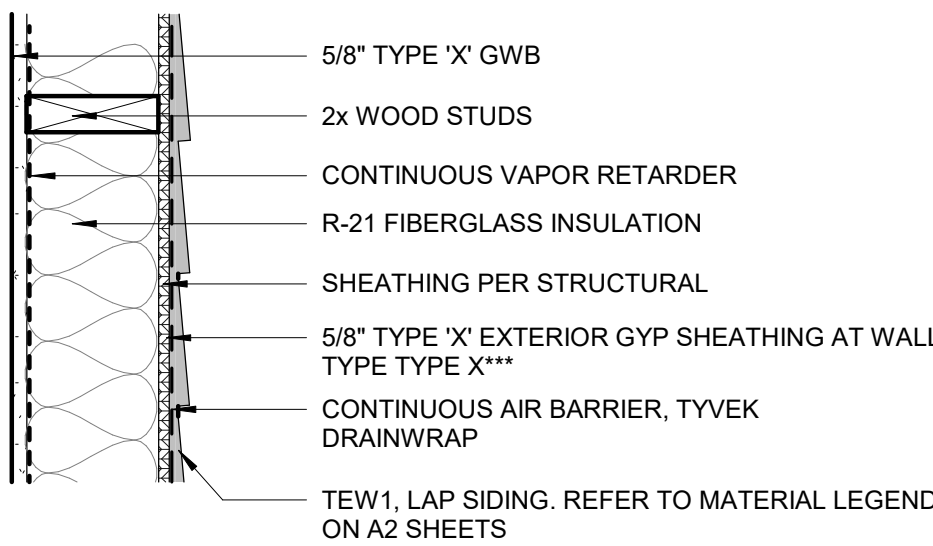 5/8" TYPE 'X' GWB
2x WOOD STUDS
CONTINUOUS VAPOR RETARDER
R-21 FIBERGLASS INSULATION
SHEATHING PER STRUCTURAL
5/8" TYPE 'X' EXTERIOR GYP SHEATHING AT WALL
TYPE TYPE X***
CONTINUOUS AIR BARRIER, TYVEK
DRAINWRAP
TEW1, LAP SIDING. REFER TO MATERIAL LEGEND
ON A2 SHEETS